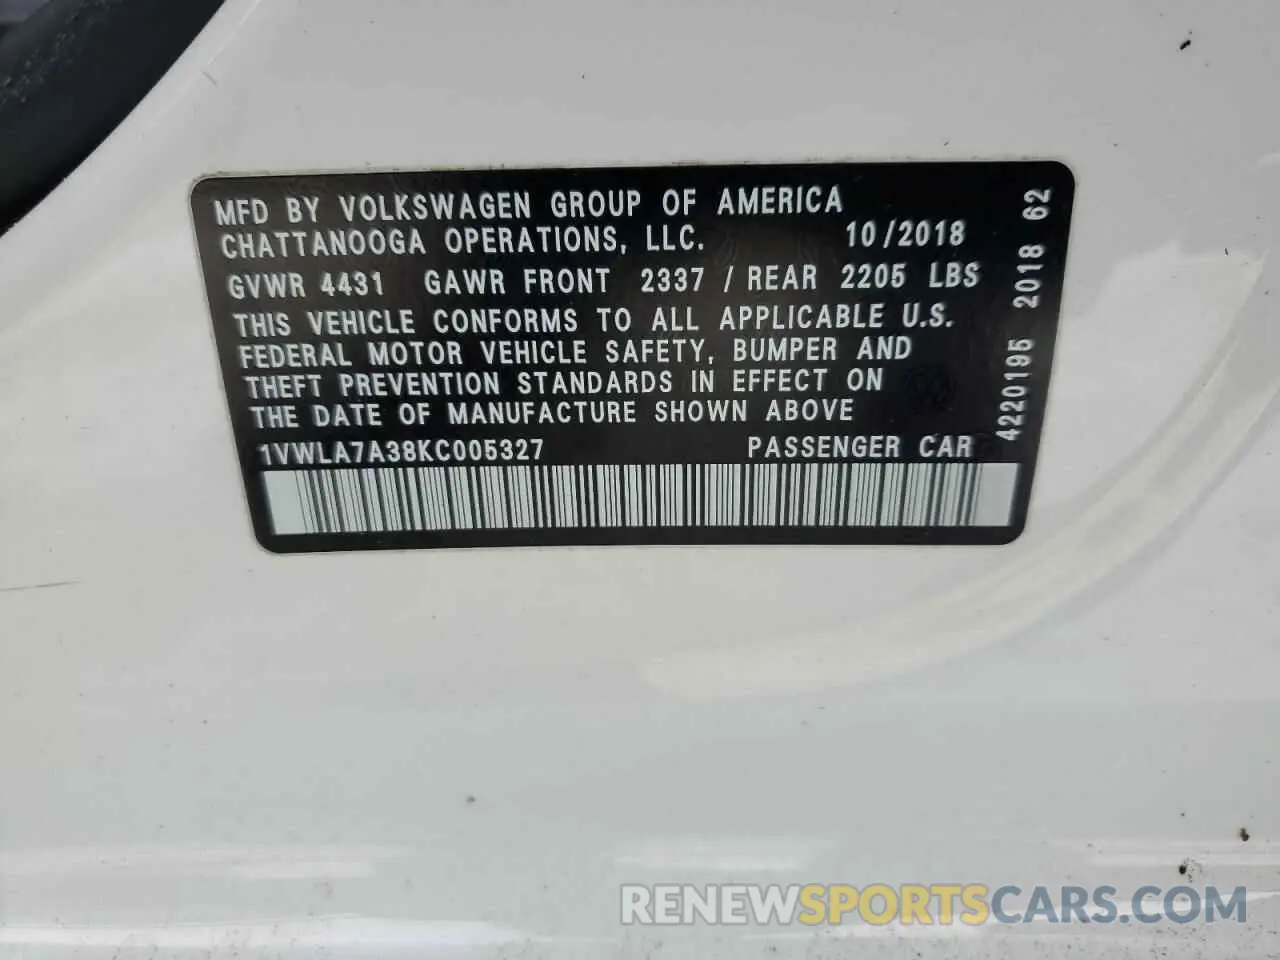 MFD BY VOLKSWAGEN GROUP OF AMERICA
CHATTANOOGA OPERATIONS, LLC. 10/2018
GVWR 4431 GAWR FRONT 2337 / REAR 2205 LBS
THIS VEHICLE CONFORMS TO ALL APPLICABLE U.S.
FEDERAL MOTOR VEHICLE SAFETY, BUMPER AND
THEFT PREVENTION STANDARDS IN EFFECT ON
THE DATE OF MANUFACTURE SHOWN ABOVE
1VWLA7A38KC005327 PASSENGER CAR
4220195 2018 62
RENEWSPORTSCARS.COM